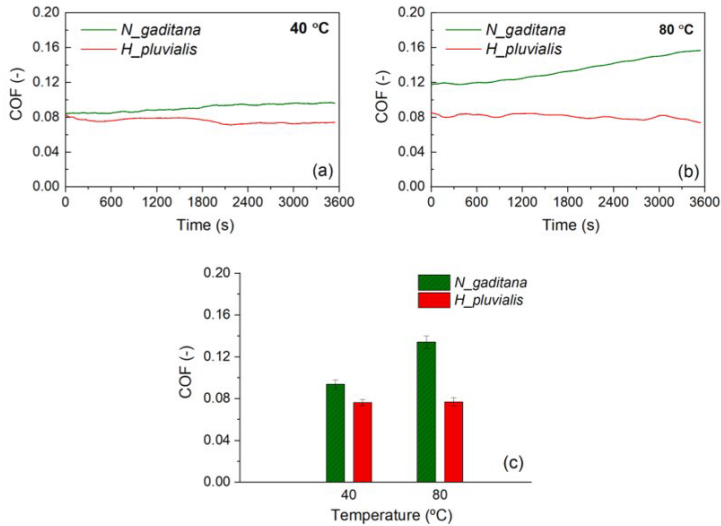 0.20
0.16
0.12
0.08
0.04
0.00
COF (-)
N_gaditana
H_pluvialis
40 °C
(a)
0 600 1200 1800 2400 3000 3600
Time (s)
0.20
0.16
0.12
0.08
0.04
0.00
COF (-)
N_gaditana
H_pluvialis
80 °C
(b)
0 600 1200 1800 2400 3000 3600
Time (s)
0.20
0.16
0.12
0.08
0.04
0.00
COF (-)
N_gaditana
H_pluvialis
(c)
40 80
Temperature (ºC)